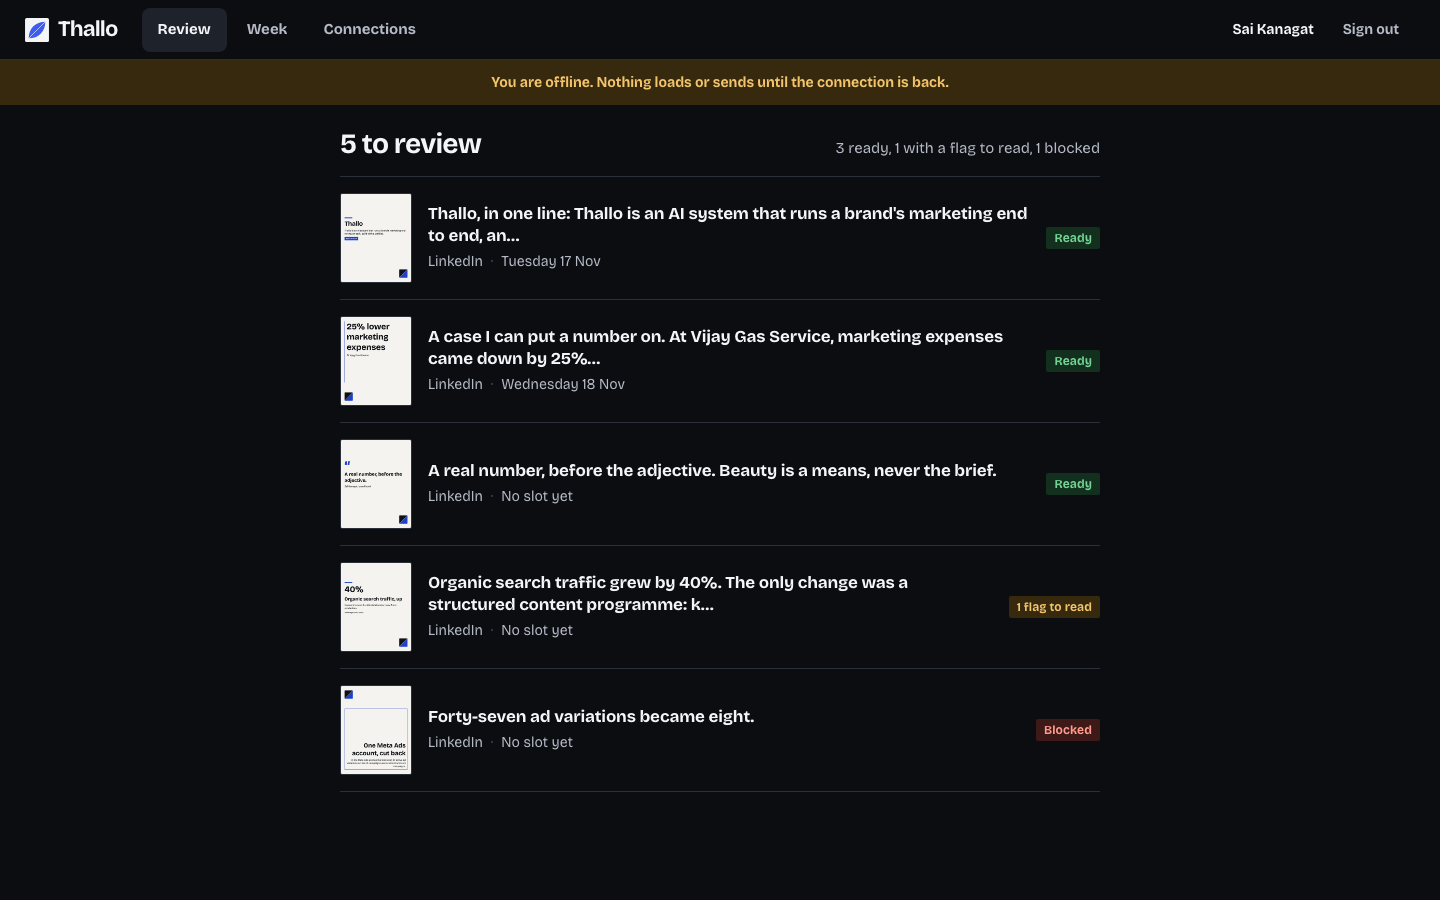 Thallo
Review
Week
Connections
Sai Kanagat
Sign out
You are offline. Nothing loads or sends until the connection is back.
5 to review
3 ready, 1 with a flag to read, 1 blocked
Thallo
Thallo, in one line: Thallo is an AI system that runs a brand's marketing end
to end, an...
LinkedIn · Tuesday 17 Nov
Ready
25% lower
marketing
expenses
A case I can put a number on. At Vijay Gas Service, marketing expenses
came down by 25%...
LinkedIn · Wednesday 18 Nov
Ready
A real number, before the
adjective.
A real number, before the adjective. Beauty is a means, never the brief.
LinkedIn · No slot yet
Ready
40%
Organic search traffic, up
Organic search traffic grew by 40%. The only change was a
structured content programme: k...
LinkedIn · No slot yet
1 flag to read
One Meta Ads
account, cut back
Forty-seven ad variations became eight.
LinkedIn · No slot yet
Blocked